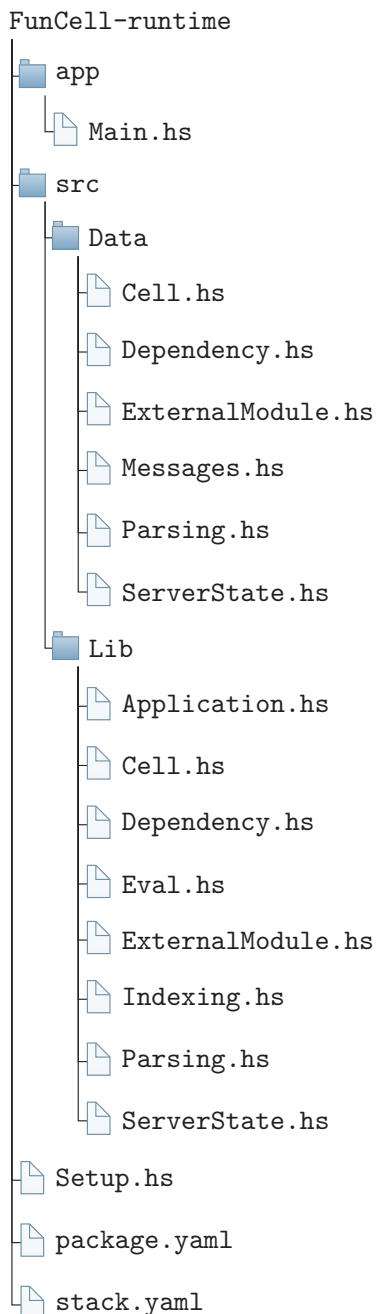 FunCell-runtime
app
Main.hs
src
Data
Cell.hs
Dependency.hs
ExternalModule.hs
Messages.hs
Parsing.hs
ServerState.hs
Lib
Application.hs
Cell.hs
Dependency.hs
Eval.hs
ExternalModule.hs
Indexing.hs
Parsing.hs
ServerState.hs
Setup.hs
package.yaml
stack.yaml